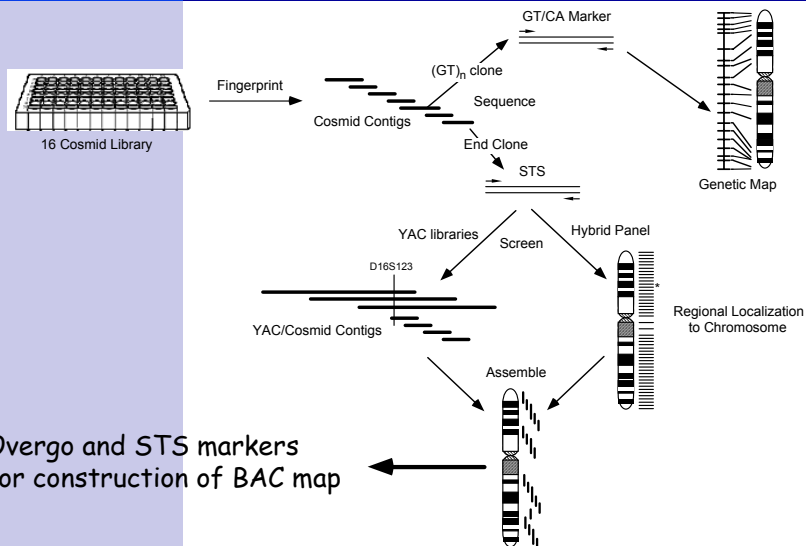 GT/CA Marker
(GT)n clone
Fingerprint
Sequence
Cosmid Contigs
16 Cosmid Library
End Clone
STS
Genetic Map
YAC libraries
Screen
Hybrid Panel
D16S123
*
YAC/Cosmid Contigs
Regional Localization
to Chromosome
Assemble
Overgo and STS markers
or construction of BAC map